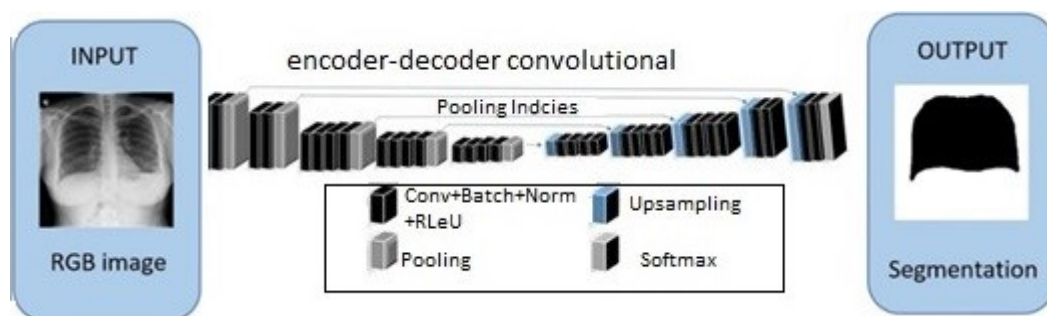 INPUT
RGB image
encoder-decoder convolutional
Pooling Indcies
Conv+Batch+Norm
+RLeU
Upsampling
Pooling
Softmax
OUTPUT
Segmentation